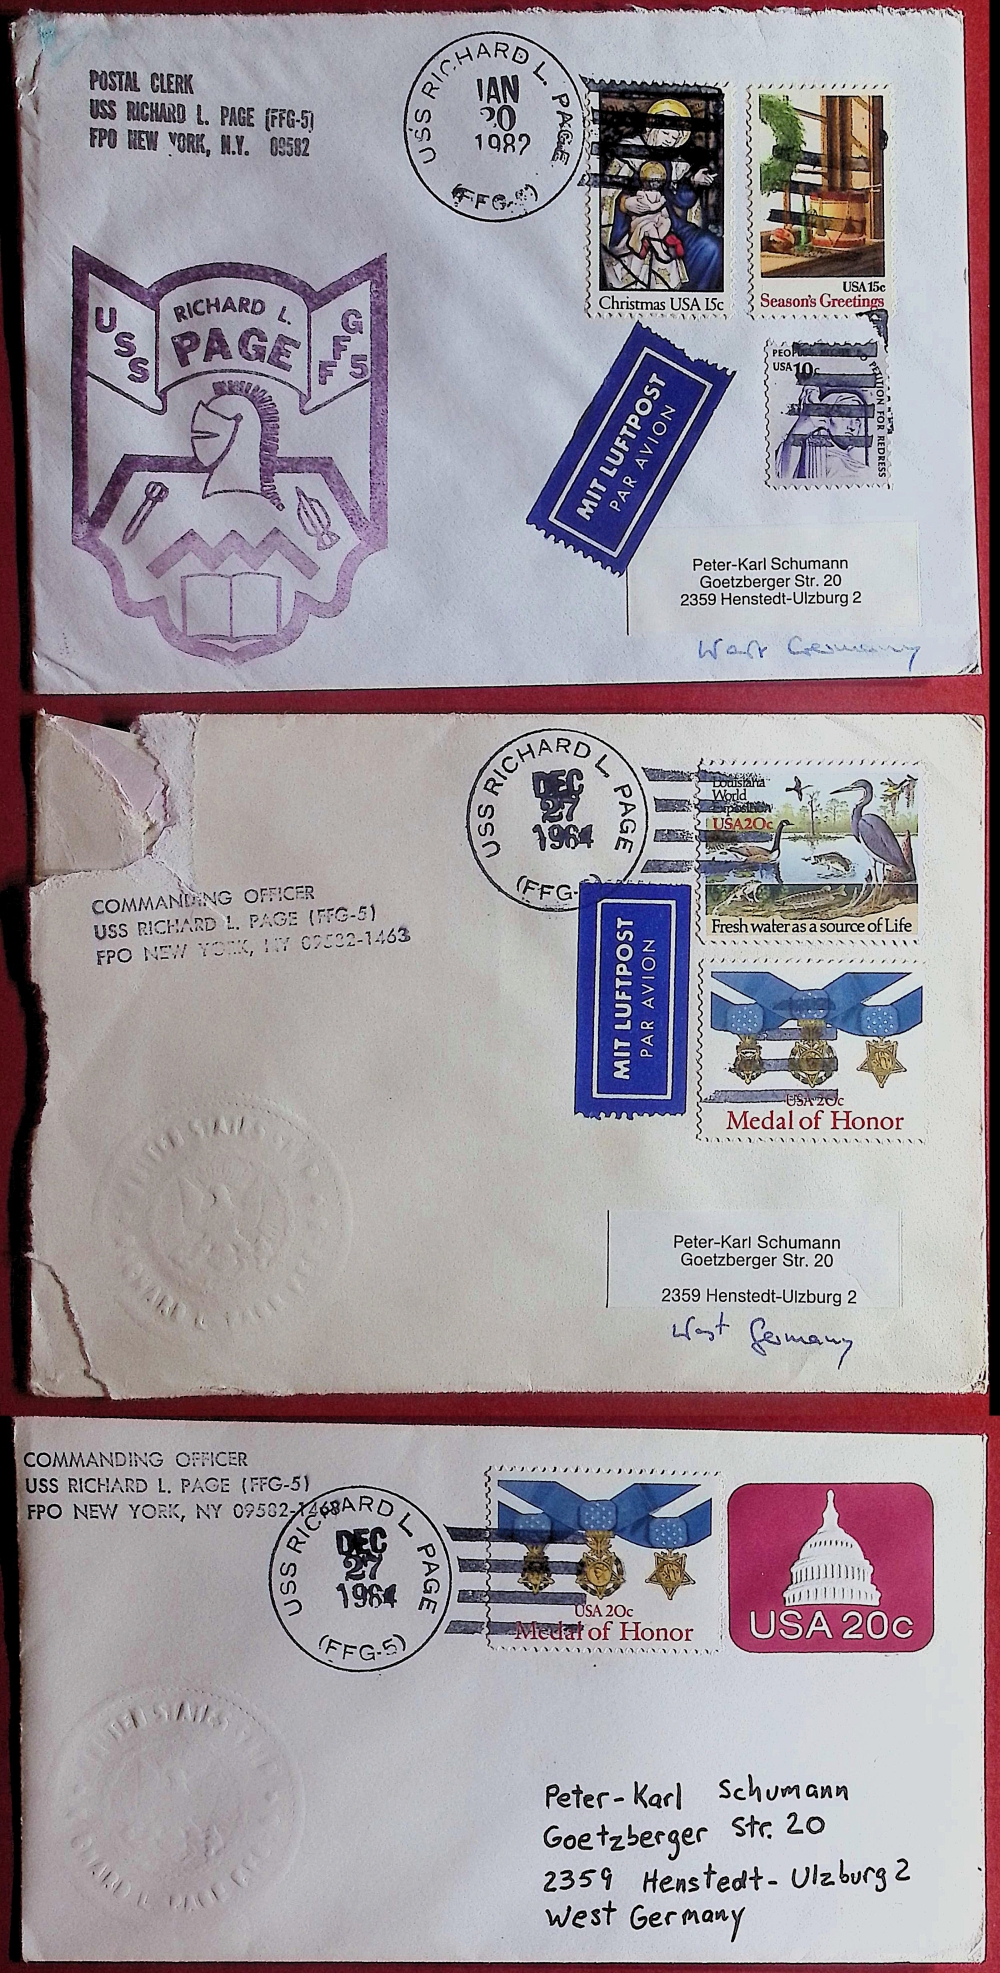 POSTAL CLERK
USS RICHARD L. PAGE (FFG-5)
FPO NEW YORK, N.Y. 09582
USS RICHARD L. PAGE
JAN
20
1982
(FFG-5)
Christmas USA 15c
USA 15c
Season's Greetings
USA 10c
PETITION FOR REDRESS
USS
RICHARD L.
PAGE
FFG 5
MIT LUFTPOST
PAR AVION
Peter-Karl Schumann
Goetzberger Str. 20
2359 Henstedt-Ulzburg 2
West Germany
USS RICHARD L. PAGE
DEC
27
1984
(FFG-
Louisiana
World
Exposition
USA 20c
Fresh water as a source of Life
COMMANDING OFFICER
USS RICHARD L. PAGE (FFG-5)
FPO NEW YORK, NY 09582-1463
MIT LUFTPOST
PAR AVION
USA 20c
Medal of Honor
UNITED STATES
Peter-Karl Schumann
Goetzberger Str. 20
2359 Henstedt-Ulzburg 2
West Germany
COMMANDING OFFICER
USS RICHARD L. PAGE (FFG-5)
FPO NEW YORK, NY 09582-1468
USS RICHARD L. PAGE
DEC
27
1984
(FFG-5)
USA 20c
Medal of Honor
USA 20c
UNITED STATES
Peter-Karl Schumann
Goetzberger Str. 20
2359 Henstedt-Ulzburg 2
West Germany